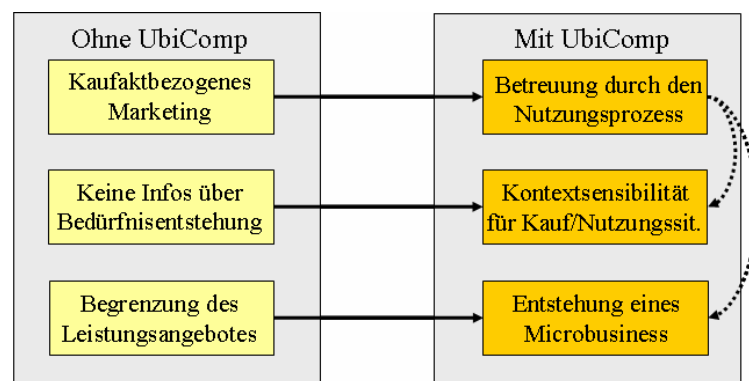 Ohne UbiComp
Kaufaktbezogenes
Marketing
Keine Infos über
Bedürfnisentstehung
Begrenzung des
Leistungsangebotes
Mit UbiComp
Betreuung durch den
Nutzungsprozess
Kontextsensibilität
für Kauf/Nutzungssit.
Entstehung eines
Microbusiness